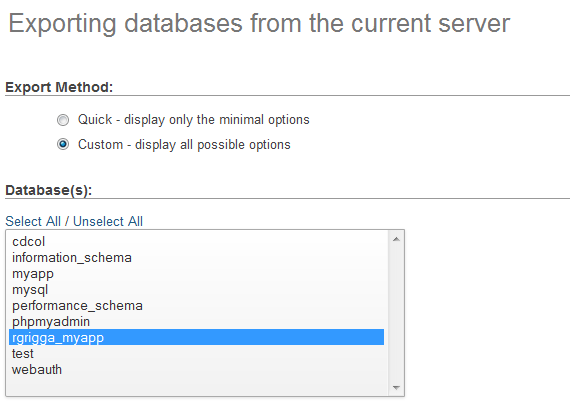 Exporting databases from the current server
Export Method:
Quick - display only the minimal options
Custom - display all possible options
Database(s):
Select All / Unselect All
cdcol
information_schema
myapp
mysql
performance_schema
phpmyadmin
rgrigga_myapp
test
webauth